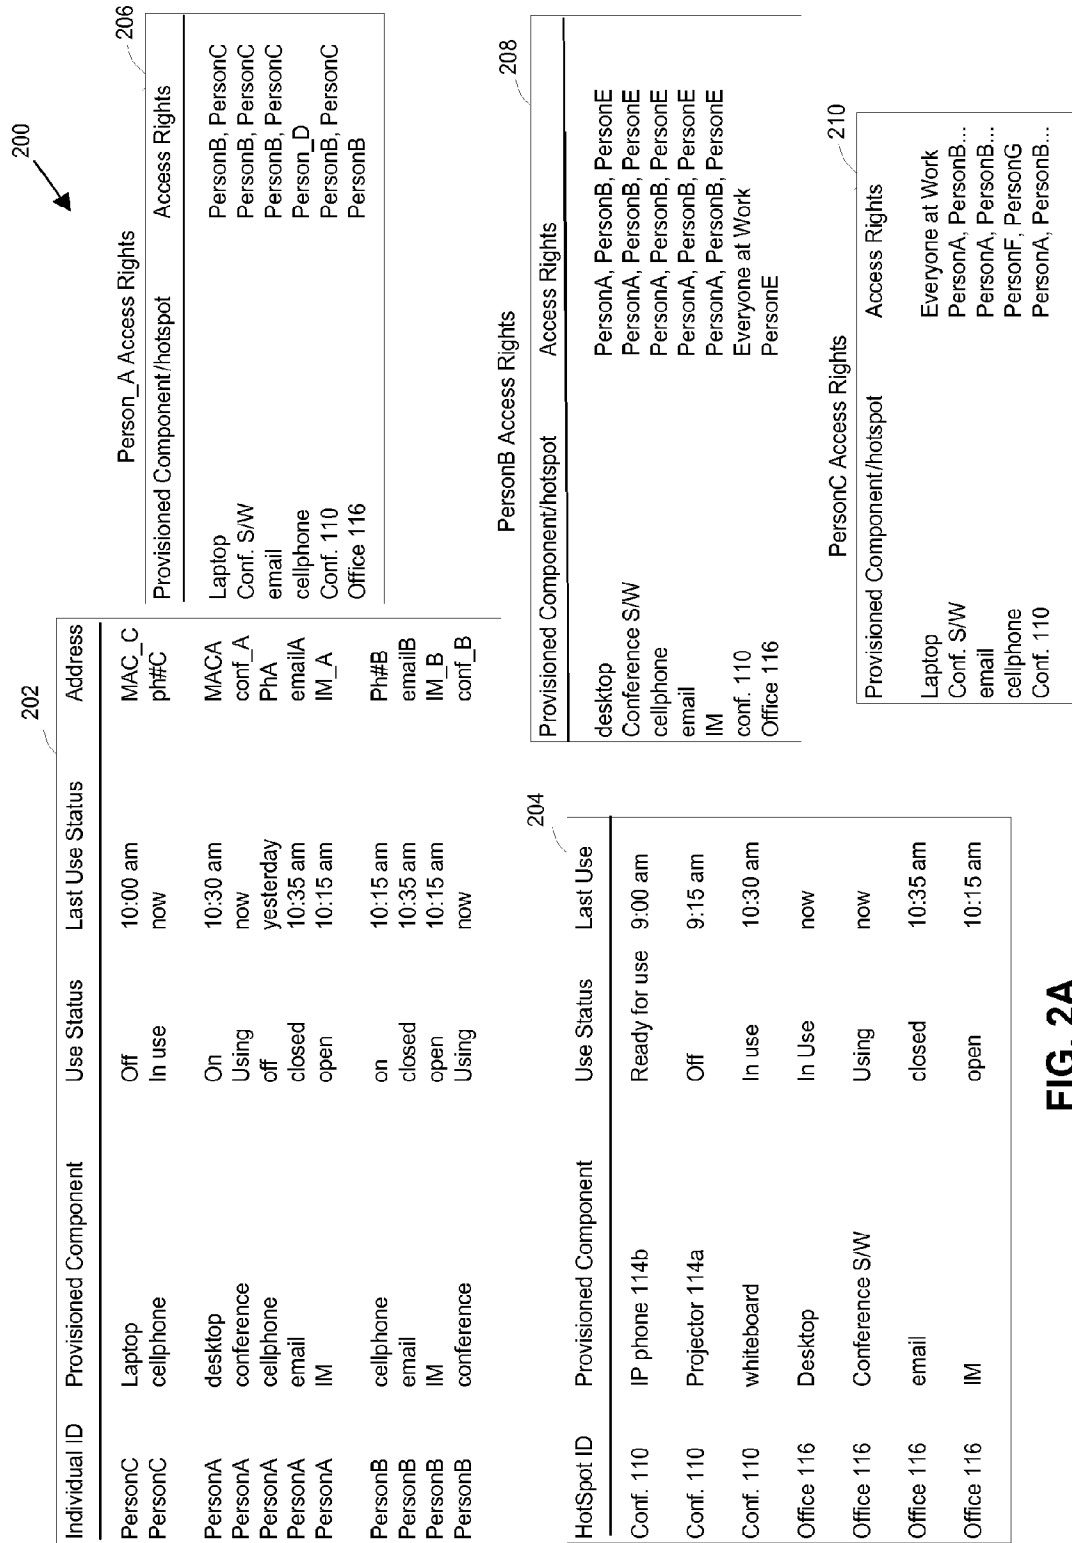 200
202
Individual ID Provisioned Component Use Status Last Use Status Address
PersonC Laptop Off 10:00 am MAC_C
PersonC cellphone In use now ph#C
PersonA desktop On 10:30 am MACA
PersonA conference Using now conf_A
PersonA cellphone off yesterday PhA
PersonA email closed 10:35 am emailA
PersonA IM open 10:15 am IM_A
PersonB cellphone on 10:15 am Ph#B
PersonB email closed 10:35 am emailB
PersonB IM open 10:15 am IM_B
PersonB conference Using now conf_B
204
HotSpot ID Provisioned Component Use Status Last Use
Conf. 110 IP phone 114b Ready for use 9:00 am
Conf. 110 Projector 114a Off 9:15 am
Conf. 110 whiteboard In use 10:30 am
Office 116 Desktop In Use now
Office 116 Conference S/W Using now
Office 116 email closed 10:35 am
Office 116 IM open 10:15 am
Person_A Access Rights
206
Provisioned Component/hotspot Access Rights
Laptop PersonB, PersonC
Conf. S/W PersonB, PersonC
email PersonB, PersonC
cellphone Person_D
Conf. 110 PersonB, PersonC
Office 116 PersonB
PersonB Access Rights
208
Provisioned Component/hotspot Access Rights
desktop PersonA, PersonB, PersonE
Conference S/W PersonA, PersonB, PersonE
cellphone PersonA, PersonB, PersonE
email PersonA, PersonB, PersonE
IM PersonA, PersonB, PersonE
conf. 110 Everyone at Work
Office 116 PersonE
PersonC Access Rights
210
Provisioned Component/hotspot Access Rights
Laptop Everyone at Work
Conf. S/W PersonA, PersonB...
email PersonA, PersonB...
cellphone PersonF, PersonG
Conf. 110 PersonA, PersonB...
FIG. 2A